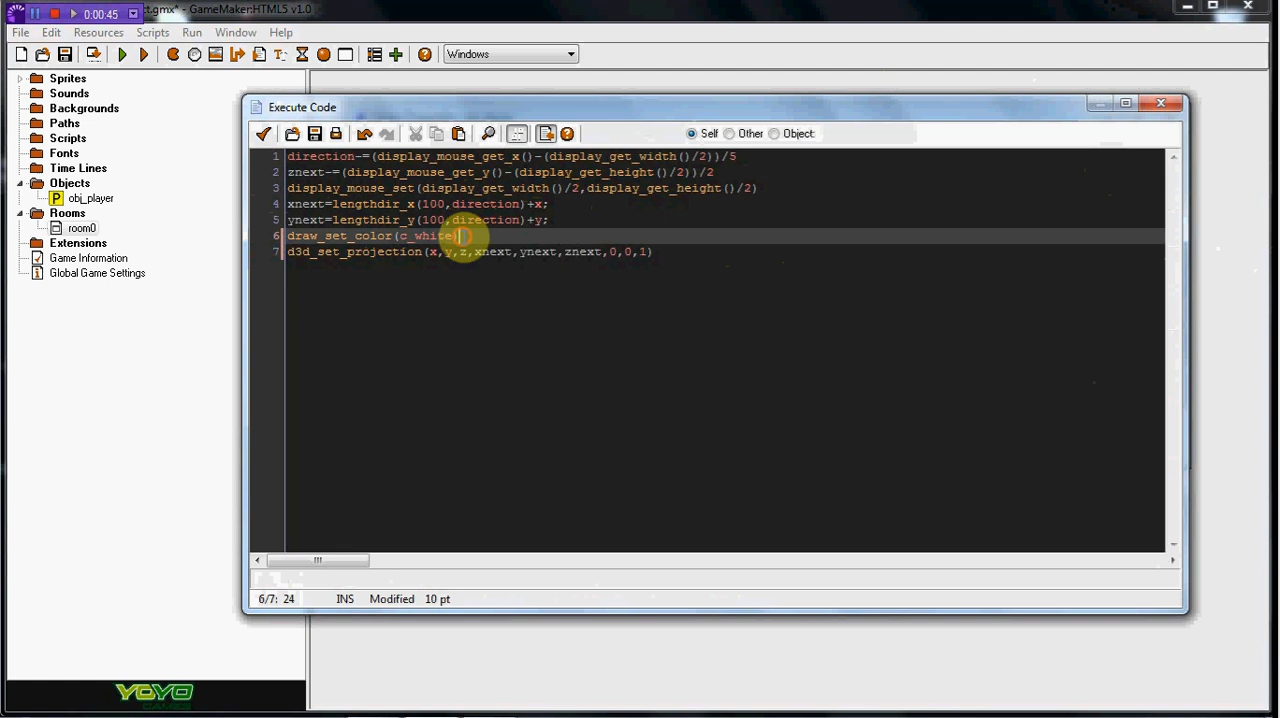 0:00:45
ct.gmx* - GameMaker:HTML5 v1.0
File Edit Resources Scripts Run Window Help
Windows
Sprites
Sounds
Backgrounds
Paths
Scripts
Fonts
Time Lines
Objects
obj_player
Rooms
room0
Extensions
Game Information
Global Game Settings
Execute Code
Self Other Object:
1 direction-=(display_mouse_get_x()-(display_get_width()/2))/5
2 znext-=(display_mouse_get_y()-(display_get_height()/2))/2
3 display_mouse_set(display_get_width()/2,display_get_height()/2)
4 xnext=lengthdir_x(100,direction)+x;
5 ynext=lengthdir_y(100,direction)+y;
6 draw_set_color(c_white)
7 d3d_set_projection(x,y,z,xnext,ynext,znext,0,0,1)
6/7: 24 INS Modified 10 pt
YOYO
GAMES